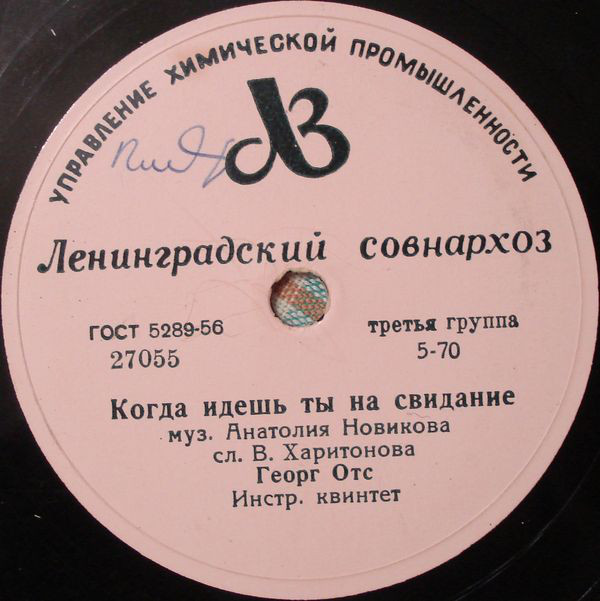 УПРАВЛЕНИЕ ХИМИЧЕСКОЙ ПРОМЫШЛЕННОСТИ
ЛЗ
Ленинградский совнархоз
ГОСТ 5289-56
27055
третья группа
5-70
Когда идешь ты на свидание
муз. Анатолия Новикова
сл. В. Харитонова
Георг Отс
Инстр. квинтет